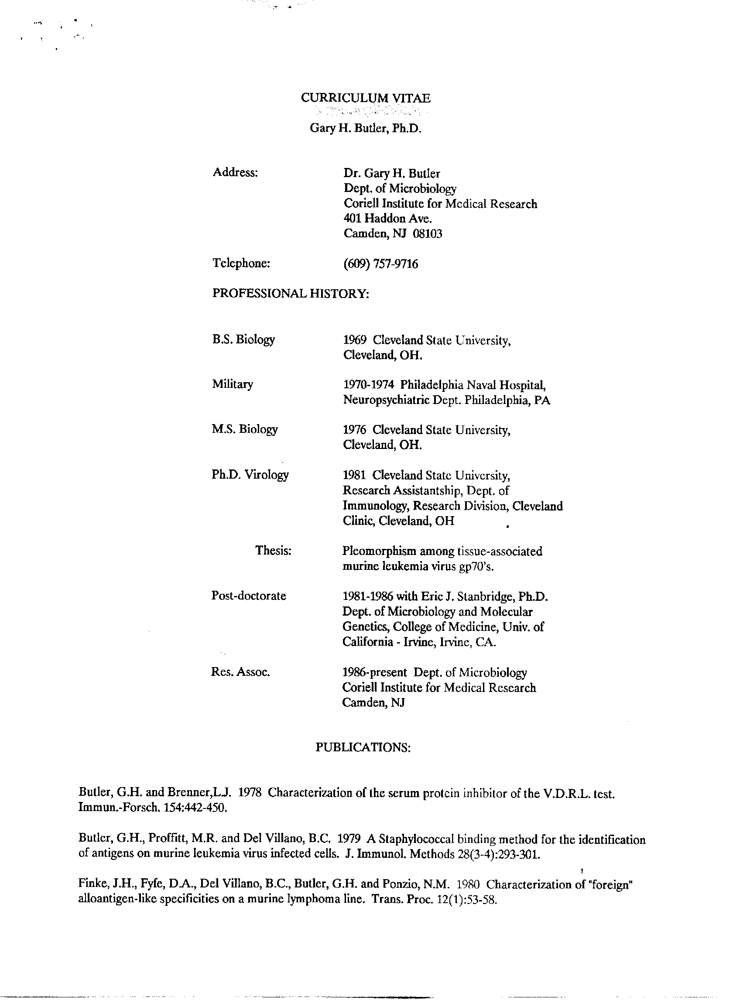 CURRICULUM VITAE
Gary H. Butler, Ph.D.
Address: Dr. Gary H. Butler
Dept. of Microbiology
Coriell Institute for Medical Research
401 Haddon Ave.
Camden, NJ 08103
Telephone: (609) 757-9716
PROFESSIONAL HISTORY:
B.S. Biology 1969 Cleveland State University,
Cleveland, OH.
Military 1970-1974 Philadelphia Naval Hospital,
Neuropsychiatric Dept. Philadelphia, PA
M.S. Biology 1976 Cleveland State University,
Cleveland, OH.
Ph.D. Virology 1981 Cleveland State University,
Research Assistantship, Dept. of
Immunology, Research Division, Cleveland
Clinic, Cleveland, OH
Thesis: Pleomorphism among tissue-associated
murine leukemia virus gp70's.
Post-doctorate 1981-1986 with Eric J. Stanbridge, Ph.D.
Dept. of Microbiology and Molecular
Genetics, College of Medicine, Univ. of
California - Irvine, Irvine, CA.
Res. Assoc. 1986-present Dept. of Microbiology
Coriell Institute for Medical Research
Camden, NJ
PUBLICATIONS:
Butler, G.H. and Brenner,L.J. 1978 Characterization of the serum protein inhibitor of the V.D.R.L. test.
Immun.-Forsch. 154:442-450.
Butler, G.H., Proffitt, M.R. and Del Villano, B.C. 1979 A Staphylococcal binding method for the identification
of antigens on murine leukemia virus infected cells. J. Immunol. Methods 28(3-4):293-301.
Finke, J.H., Fyfe, D.A., Del Villano, B.C., Butler, G.H. and Ponzio, N.M. 1980 Characterization of "foreign"
alloantigen-like specificities on a murine lymphoma line. Trans. Proc. 12(1):53-58.